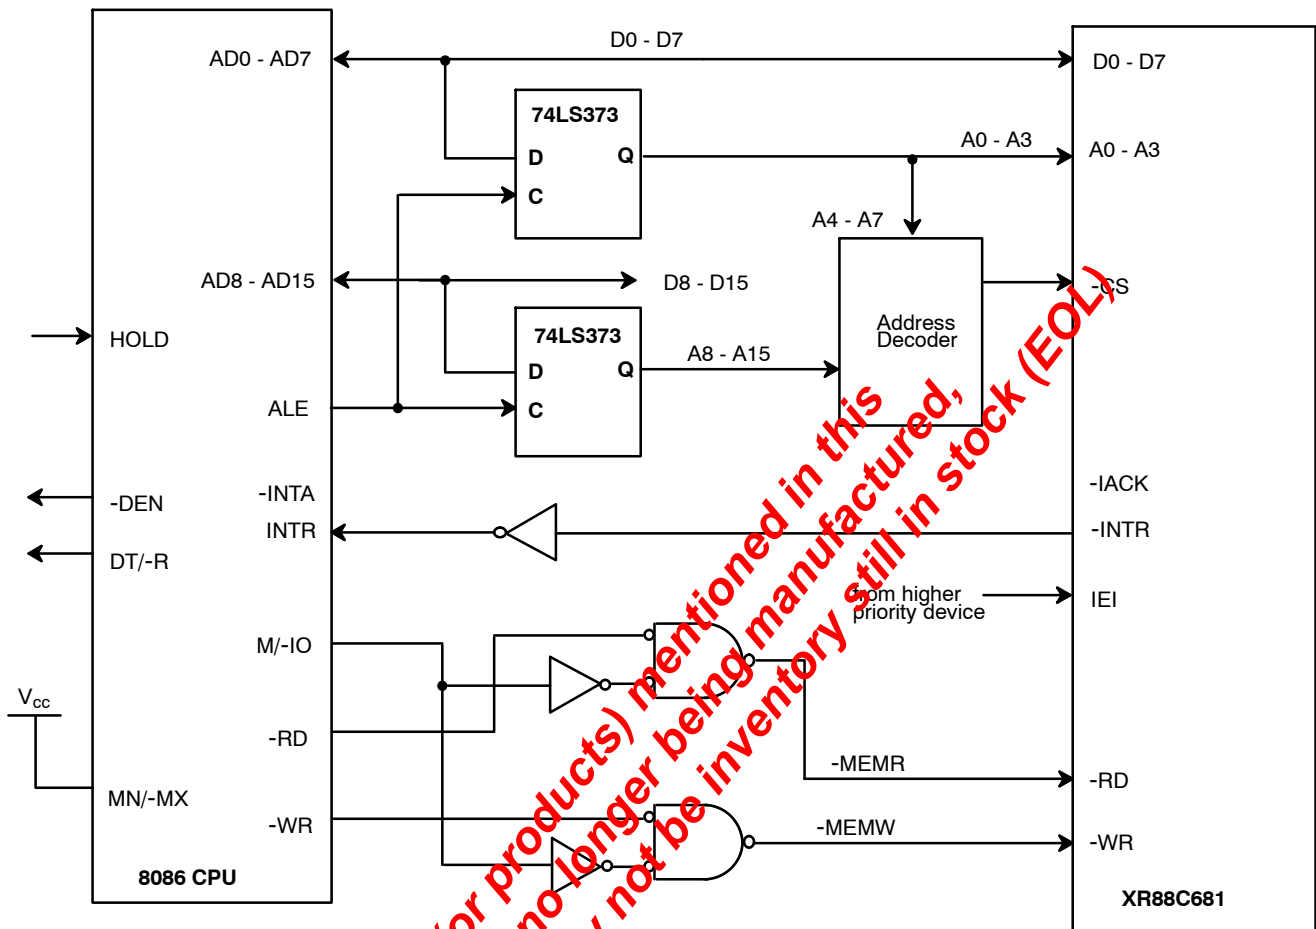 D0 - D7
AD0 - AD7
D0 - D7
74LS373
D
Q
C
A0 - A3
A0 - A3
A4 - A7
AD8 - AD15
D8 - D15
-CS
Address
Decoder
74LS373
D
Q
C
A8 - A15
HOLD
ALE
-DEN
-INTA
INTR
DT/-R
-IACK
-INTR
from higher
priority device
IEI
M/-IO
Vcc
-RD
MN/-MX
-WR
-MEMR
-RD
-MEMW
-WR
8086 CPU
XR88C681
(or products) mentioned in this
no longer being manufactured,
not be inventory still in stock (EOL)